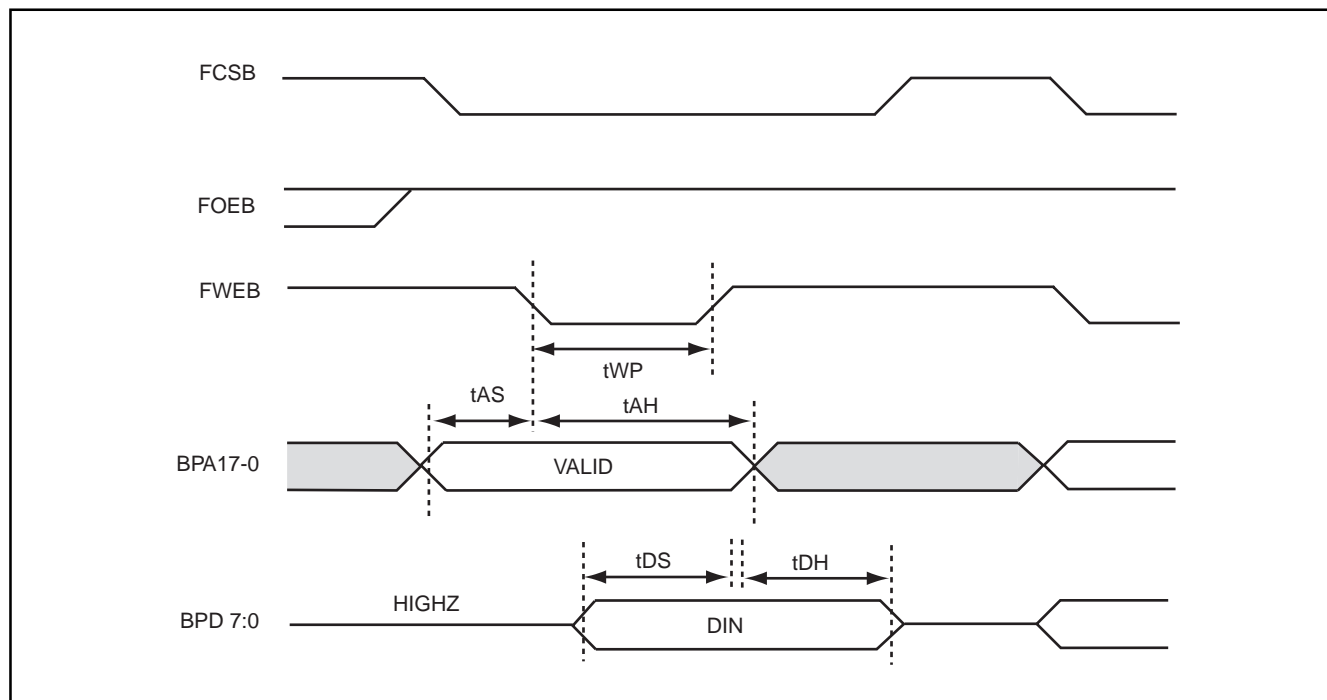 FCSB
FOEB
FWEB
tWP
tAS
tAH
BPA17-0
VALID
tDS
tDH
HIGHZ
BPD 7:0
DIN